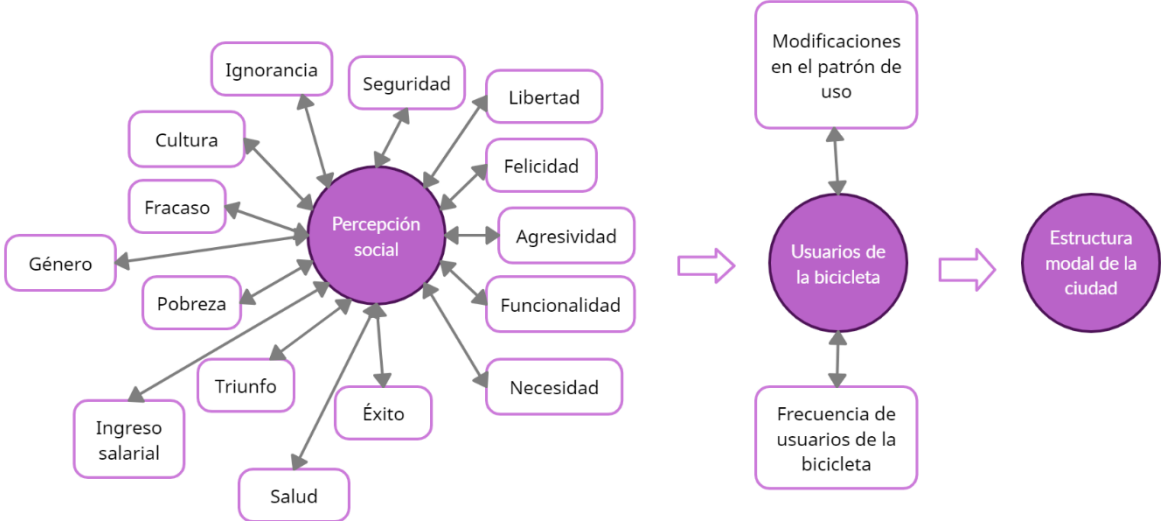 Ignorancia
Seguridad
Libertad
Cultura
Felicidad
Fracaso
Percepción
social
Agresividad
Género
Pobreza
Funcionalidad
Triunfo
Necesidad
Éxito
Ingreso
salarial
Salud
Modificaciones
en el patrón de
uso
Usuarios de
la bicicleta
Frecuencia de
usuarios de la
bicicleta
Estructura
modal de la
ciudad